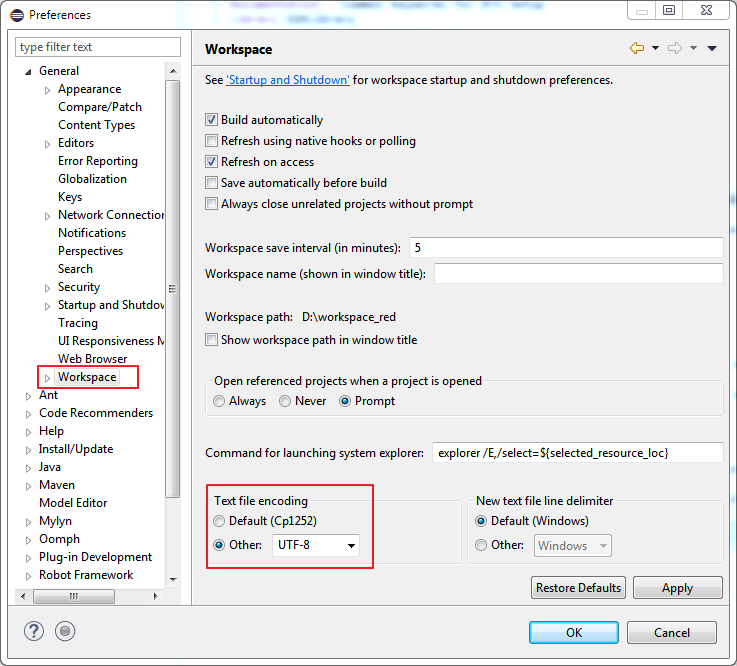 Preferences
type filter text
General
Appearance
Compare/Patch
Content Types
Editors
Error Reporting
Globalization
Keys
Network Connection
Notifications
Perspectives
Search
Security
Startup and Shutdow
Tracing
UI Responsiveness M
Web Browser
Workspace
Ant
Code Recommenders
Help
Install/Update
Java
Maven
Model Editor
Mylyn
Oomph
Plug-in Development
Robot Framework
Workspace
See 'Startup and Shutdown' for workspace startup and shutdown preferences.
Build automatically
Refresh using native hooks or polling
Refresh on access
Save automatically before build
Always close unrelated projects without prompt
Workspace save interval (in minutes): 5
Workspace name (shown in window title):
Workspace path: D:\workspace_red
Show workspace path in window title
Open referenced projects when a project is opened
Always Never Prompt
Command for launching system explorer: explorer /E,/select=${selected_resource_loc}
Text file encoding
Default (Cp1252)
Other: UTF-8
New text file line delimiter
Default (Windows)
Other: Windows
Restore Defaults Apply
OK Cancel